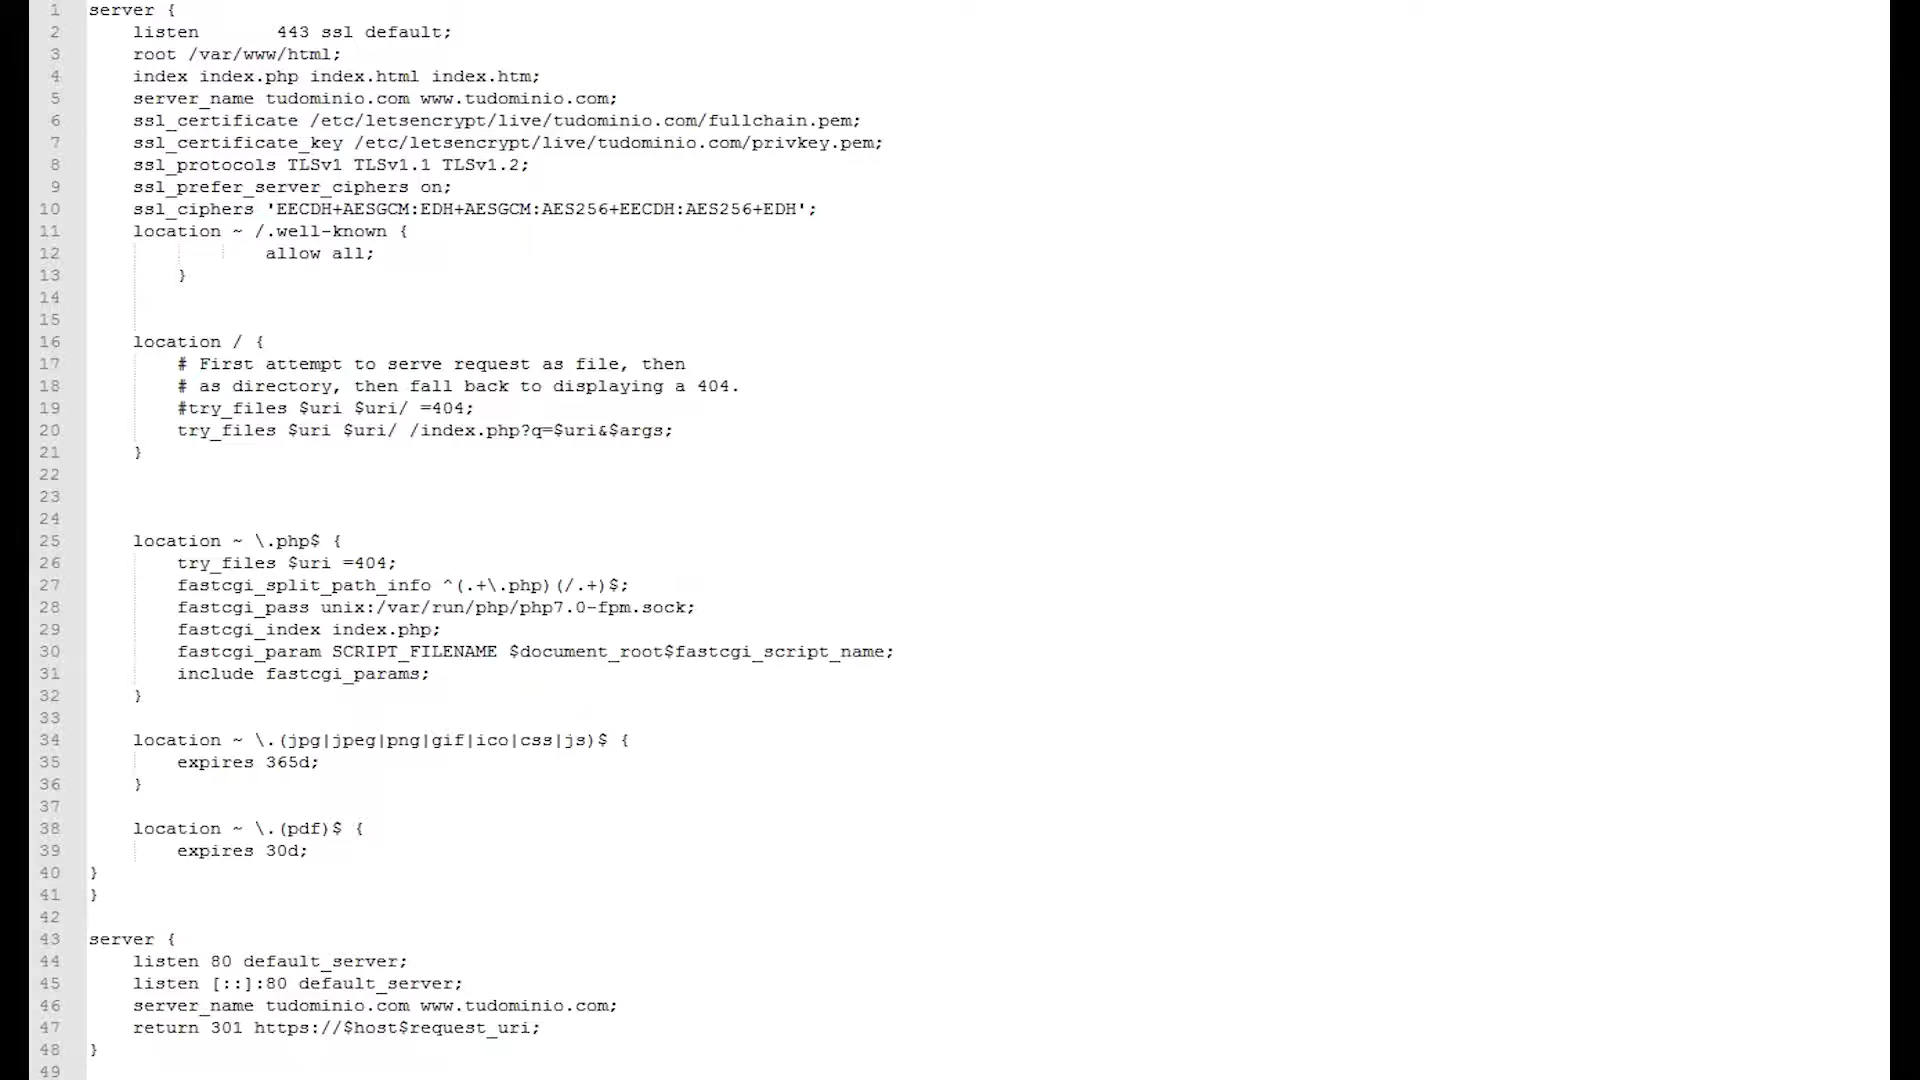 1 server {
2 listen 443 ssl default;
3 root /var/www/html;
4 index index.php index.html index.htm;
5 server_name tudominio.com www.tudominio.com;
6 ssl_certificate /etc/letsencrypt/live/tudominio.com/fullchain.pem;
7 ssl_certificate_key /etc/letsencrypt/live/tudominio.com/privkey.pem;
8 ssl_protocols TLSv1 TLSv1.1 TLSv1.2;
9 ssl_prefer_server_ciphers on;
10 ssl_ciphers 'EECDH+AESGCM:EDH+AESGCM:AES256+EECDH:AES256+EDH';
11 location ~ /.well-known {
12 allow all;
13 }
14
15
16 location / {
17 # First attempt to serve request as file, then
18 # as directory, then fall back to displaying a 404.
19 #try_files $uri $uri/ =404;
20 try_files $uri $uri/ /index.php?q=$uri&$args;
21 }
22
23
24
25 location ~ \.php$ {
26 try_files $uri =404;
27 fastcgi_split_path_info ^(.+\.php)(/.+)$;
28 fastcgi_pass unix:/var/run/php/php7.0-fpm.sock;
29 fastcgi_index index.php;
30 fastcgi_param SCRIPT_FILENAME $document_root$fastcgi_script_name;
31 include fastcgi_params;
32 }
33
34 location ~ \.(jpg|jpeg|png|gif|ico|css|js)$ {
35 expires 365d;
36 }
37
38 location ~ \.(pdf)$ {
39 expires 30d;
40 }
41 }
42
43 server {
44 listen 80 default_server;
45 listen [::]:80 default_server;
46 server_name tudominio.com www.tudominio.com;
47 return 301 https://$host$request_uri;
48 }
49